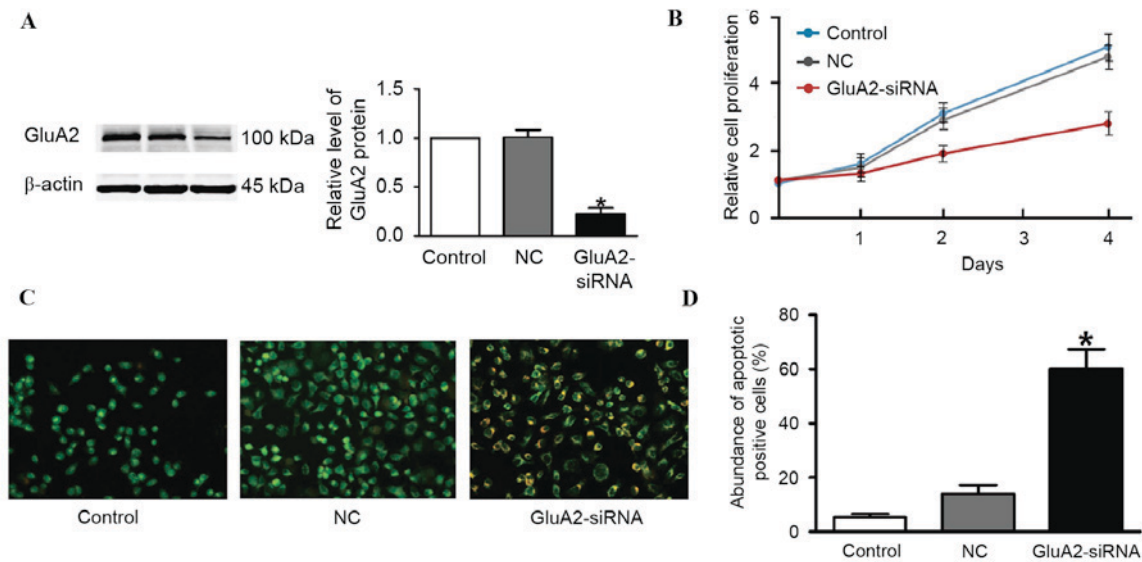 A
GluA2
100 kDa
β-actin
45 kDa
Relative level of
GluA2 protein
1.5
1.0
0.5
0.0
*
Control
NC
GluA2-
siRNA
B
Relative cell proliferation
6
4
2
0
Control
NC
GluA2-siRNA
1
2
3
4
Days
C
Control
NC
GluA2-siRNA
D
Abundance of apoptotic
positive cells (%)
80
60
40
20
0
*
Control
NC
GluA2-siRNA